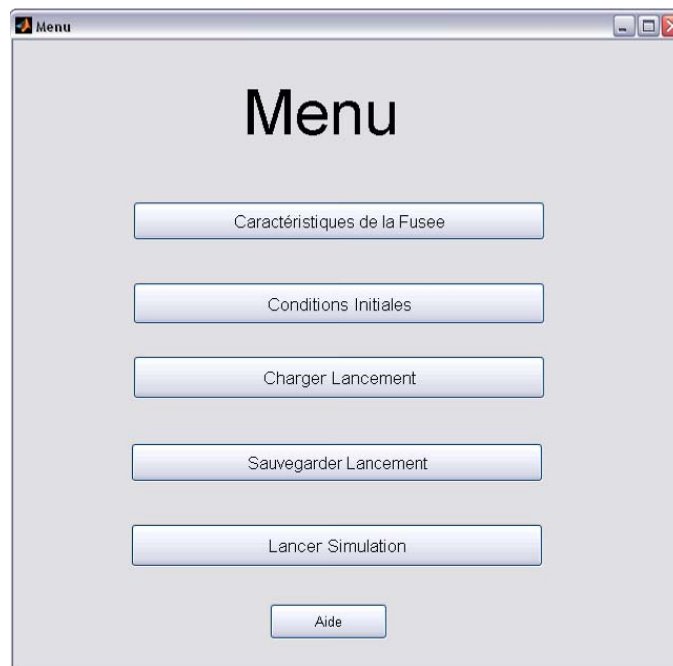 Menu
Menu
Caractéristiques de la Fusee
Conditions Initiales
Charger Lancement
Sauvegarder Lancement
Lancer Simulation
Aide